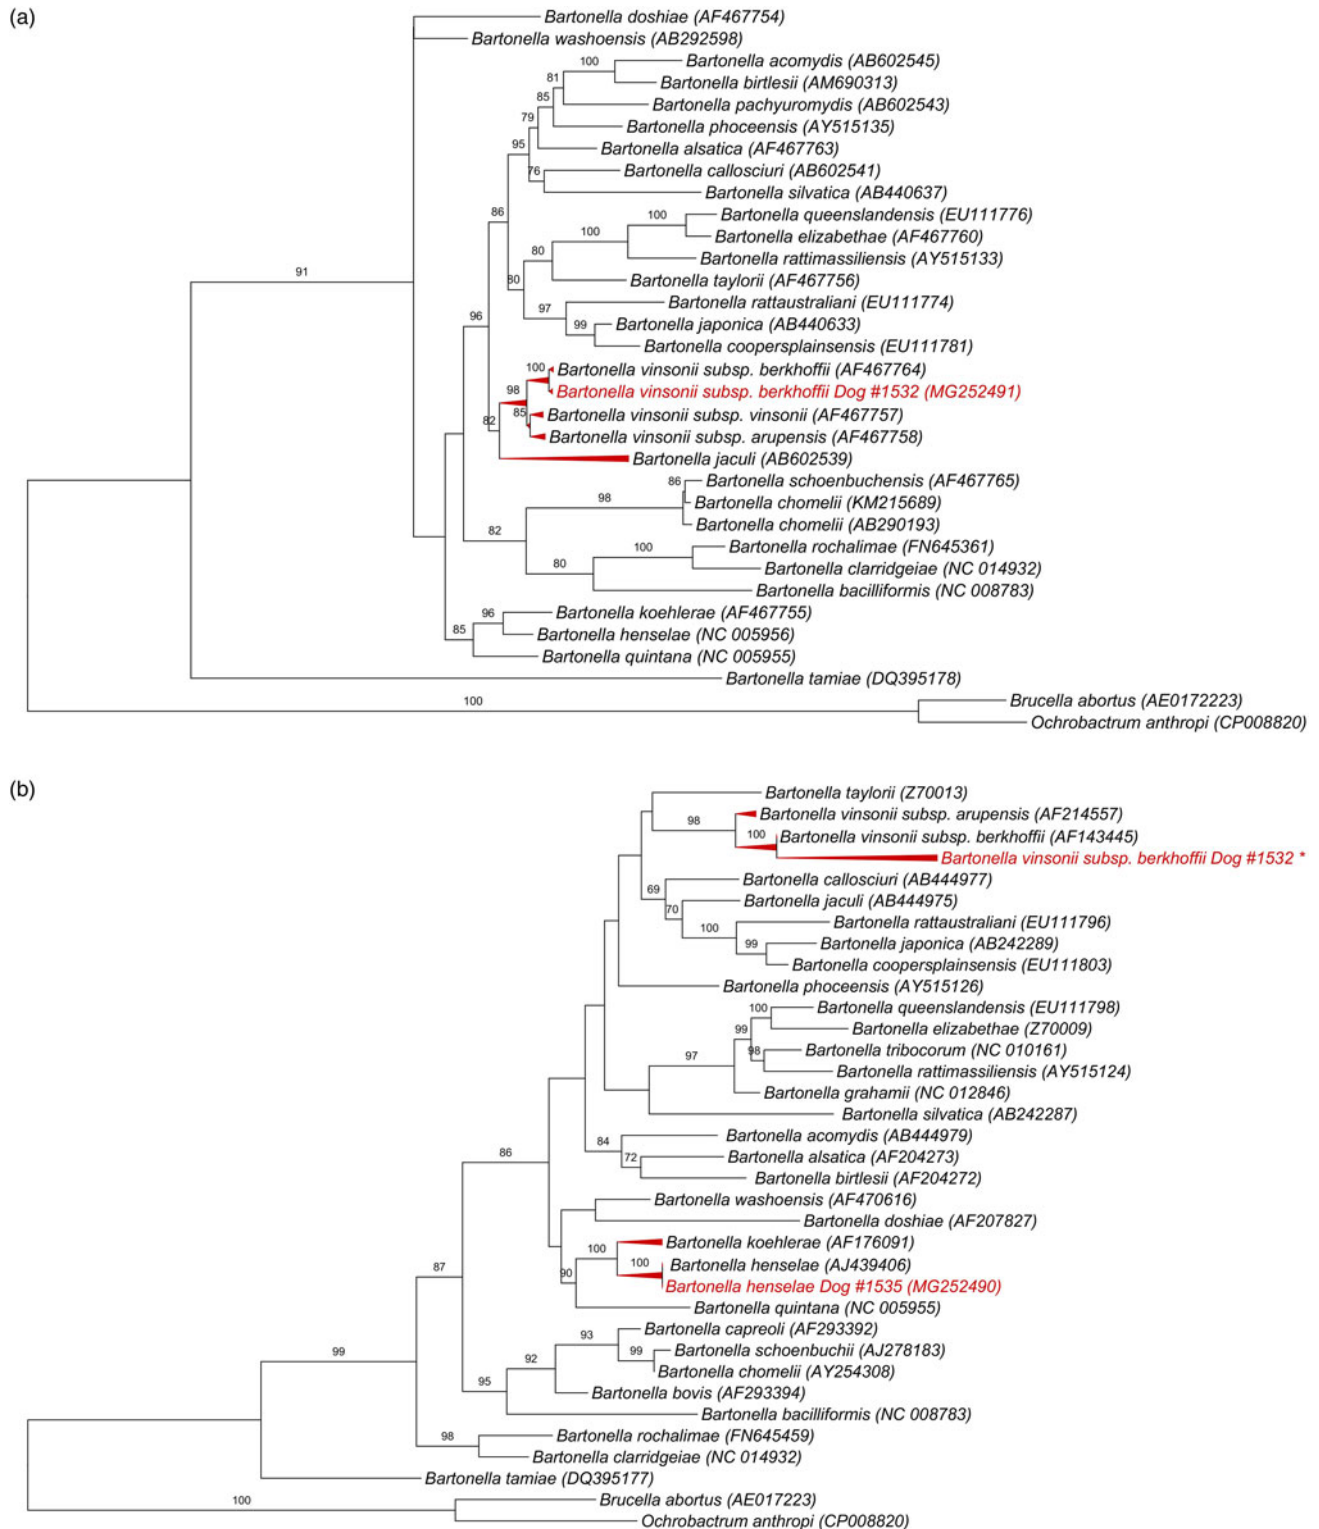 (a)
Bartonella doshiae (AF467754)
Bartonella washoensis (AB292598)
100 Bartonella acomydis (AB602545)
81 Bartonella birtlesii (AM690313)
85 Bartonella pachyuromydis (AB602543)
79 Bartonella phoceensis (AY515135)
95 Bartonella alsatica (AF467763)
76 Bartonella callosciuri (AB602541)
Bartonella silvatica (AB440637)
86 100 Bartonella queenslandensis (EU111776)
100 Bartonella elizabethae (AF467760)
80 Bartonella rattimassiliensis (AY515133)
91 80 Bartonella taylorii (AF467756)
97 Bartonella rattaustraliani (EU111774)
96 99 Bartonella japonica (AB440633)
Bartonella coopersplainsensis (EU111781)
100 Bartonella vinsonii subsp. berkhoffii (AF467764)
98 Bartonella vinsonii subsp. berkhoffii Dog #1532 (MG252491)
82 85 Bartonella vinsonii subsp. vinsonii (AF467757)
Bartonella vinsonii subsp. arupensis (AF467758)
Bartonella jaculi (AB602539)
86 Bartonella schoenbuchensis (AF467765)
98 Bartonella chomelii (KM215689)
Bartonella chomelii (AB290193)
82 100 Bartonella rochalimae (FN645361)
80 Bartonella clarridgeiae (NC 014932)
Bartonella bacilliformis (NC 008783)
96 Bartonella koehlerae (AF467755)
85 Bartonella henselae (NC 005956)
Bartonella quintana (NC 005955)
Bartonella tamiae (DQ395178)
100 Brucella abortus (AE0172223)
Ochrobactrum anthropi (CP008820)
(b)
Bartonella taylorii (Z70013)
98 Bartonella vinsonii subsp. arupensis (AF214557)
100 Bartonella vinsonii subsp. berkhoffii (AF143445)
Bartonella vinsonii subsp. berkhoffii Dog #1532 *
69 Bartonella callosciuri (AB444977)
70 Bartonella jaculi (AB444975)
100 Bartonella rattaustraliani (EU111796)
99 Bartonella japonica (AB242289)
Bartonella coopersplainsensis (EU111803)
Bartonella phoceensis (AY515126)
100 Bartonella queenslandensis (EU111798)
99 Bartonella elizabethae (Z70009)
97 98 Bartonella tribocorum (NC 010161)
Bartonella rattimassiliensis (AY515124)
Bartonella grahamii (NC 012846)
Bartonella silvatica (AB242287)
84 Bartonella acomydis (AB444979)
86 72 Bartonella alsatica (AF204273)
Bartonella birtlesii (AF204272)
Bartonella washoensis (AF470616)
Bartonella doshiae (AF207827)
100 Bartonella koehlerae (AF176091)
87 90 100 Bartonella henselae (AJ439406)
Bartonella henselae Dog #1535 (MG252490)
Bartonella quintana (NC 005955)
93 Bartonella capreoli (AF293392)
99 92 99 Bartonella schoenbuchii (AJ278183)
Bartonella chomelii (AY254308)
95 Bartonella bovis (AF293394)
Bartonella bacilliformis (NC 008783)
98 Bartonella rochalimae (FN645459)
Bartonella clarridgeiae (NC 014932)
Bartonella tamiae (DQ395177)
100 Brucella abortus (AE017223)
Ochrobactrum anthropi (CP008820)